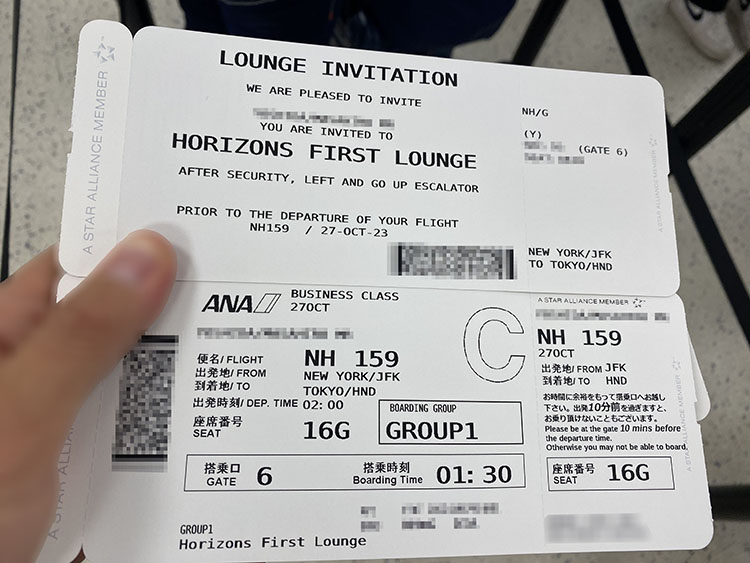 A STAR ALLIANCE MEMBER
LOUNGE INVITATION
WE ARE PLEASED TO INVITE
YOU ARE INVITED TO
HORIZONS FIRST LOUNGE
AFTER SECURITY, LEFT AND GO UP ESCALATOR
PRIOR TO THE DEPARTURE OF YOUR FLIGHT
NH159 / 27-OCT-23
NH/G
(Y)
(GATE 6)
NEW YORK/JFK
TO TOKYO/HND
A STAR ALLIANCE MEMBER
ANA BUSINESS CLASS
27OCT
C
便名/ FLIGHT NH 159
出発地/ FROM NEW YORK/JFK
到着地/ TO TOKYO/HND
出発時刻/ DEP. TIME 02:00
座席番号
SEAT 16G
BOARDING GROUP
GROUP1
搭乗口
GATE 6
搭乗時刻
Boarding Time 01:30
GROUP1
Horizons First Lounge
A STAR ALLIANCE MEMBER
NH 159
27OCT
出発地/ FROM JFK
到着地/ TO HND
お時間に余裕をもって搭乗口へお越し
下さい。出発10分前を過ぎますと、
お乗り頂けないこともございます。
Please be at the gate 10 mins before
the departure time.
Otherwise you may not be able to board.
座席番号
SEAT 16G